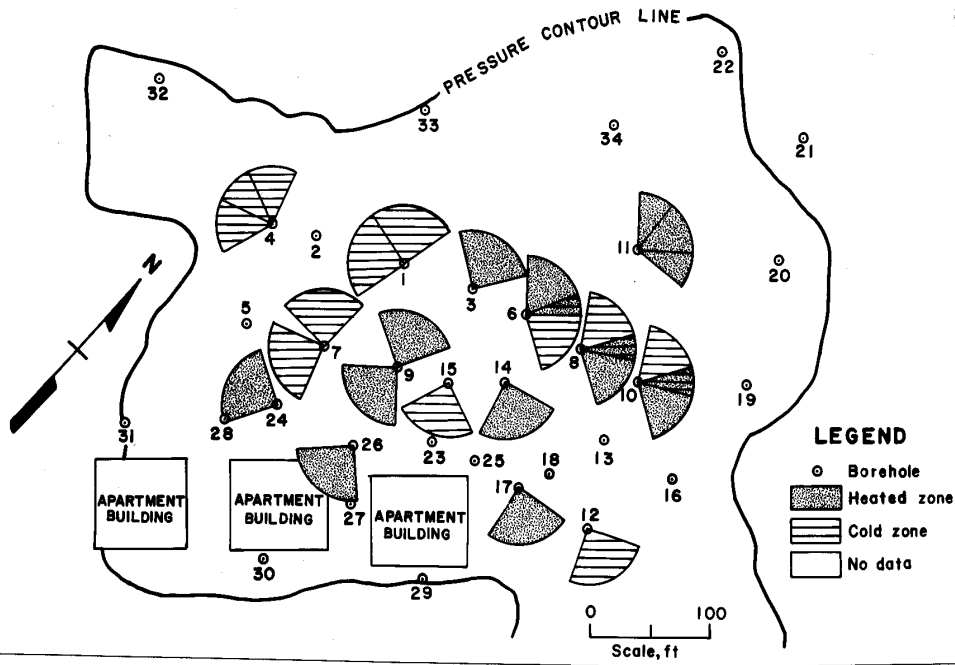 PRESSURE CONTOUR LINE
22
32
33
34
21
4
2
11
1
20
N
3
5
6
7
8
9
15
14
10
19
24
28
31
26
23
25
18
13
LEGEND
Borehole
16
17
Heated zone
27
12
Cold zone
No data
APARTMENT
BUILDING
APARTMENT
BUILDING
APARTMENT
BUILDING
30
29
0 100
Scale, ft